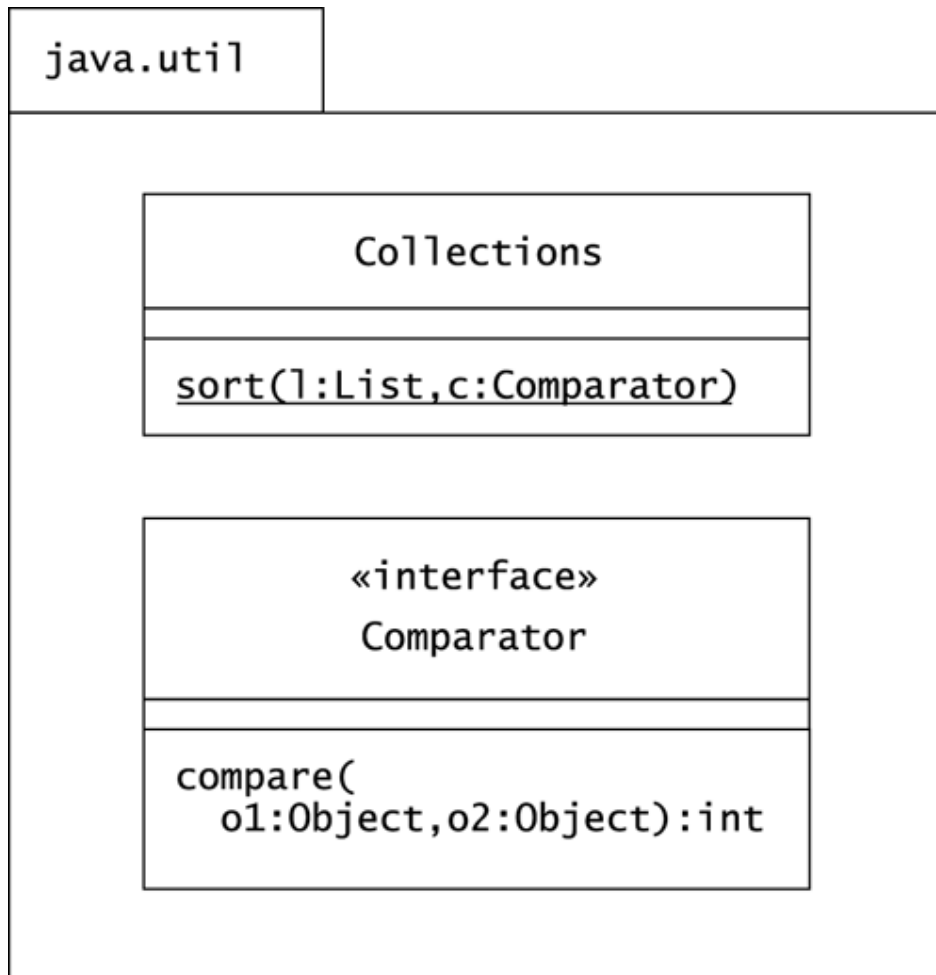 java.util
Collections
sort(l:List,c:Comparator)
«interface»
Comparator
compare(
o1:Object,o2:Object):int